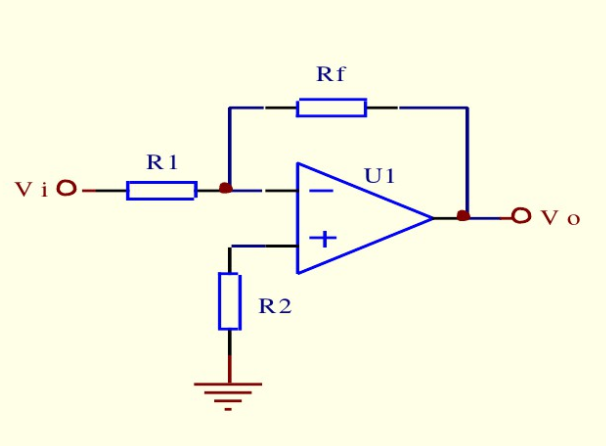 Rf
R1
U1
Vi
−
Vo
+
R2